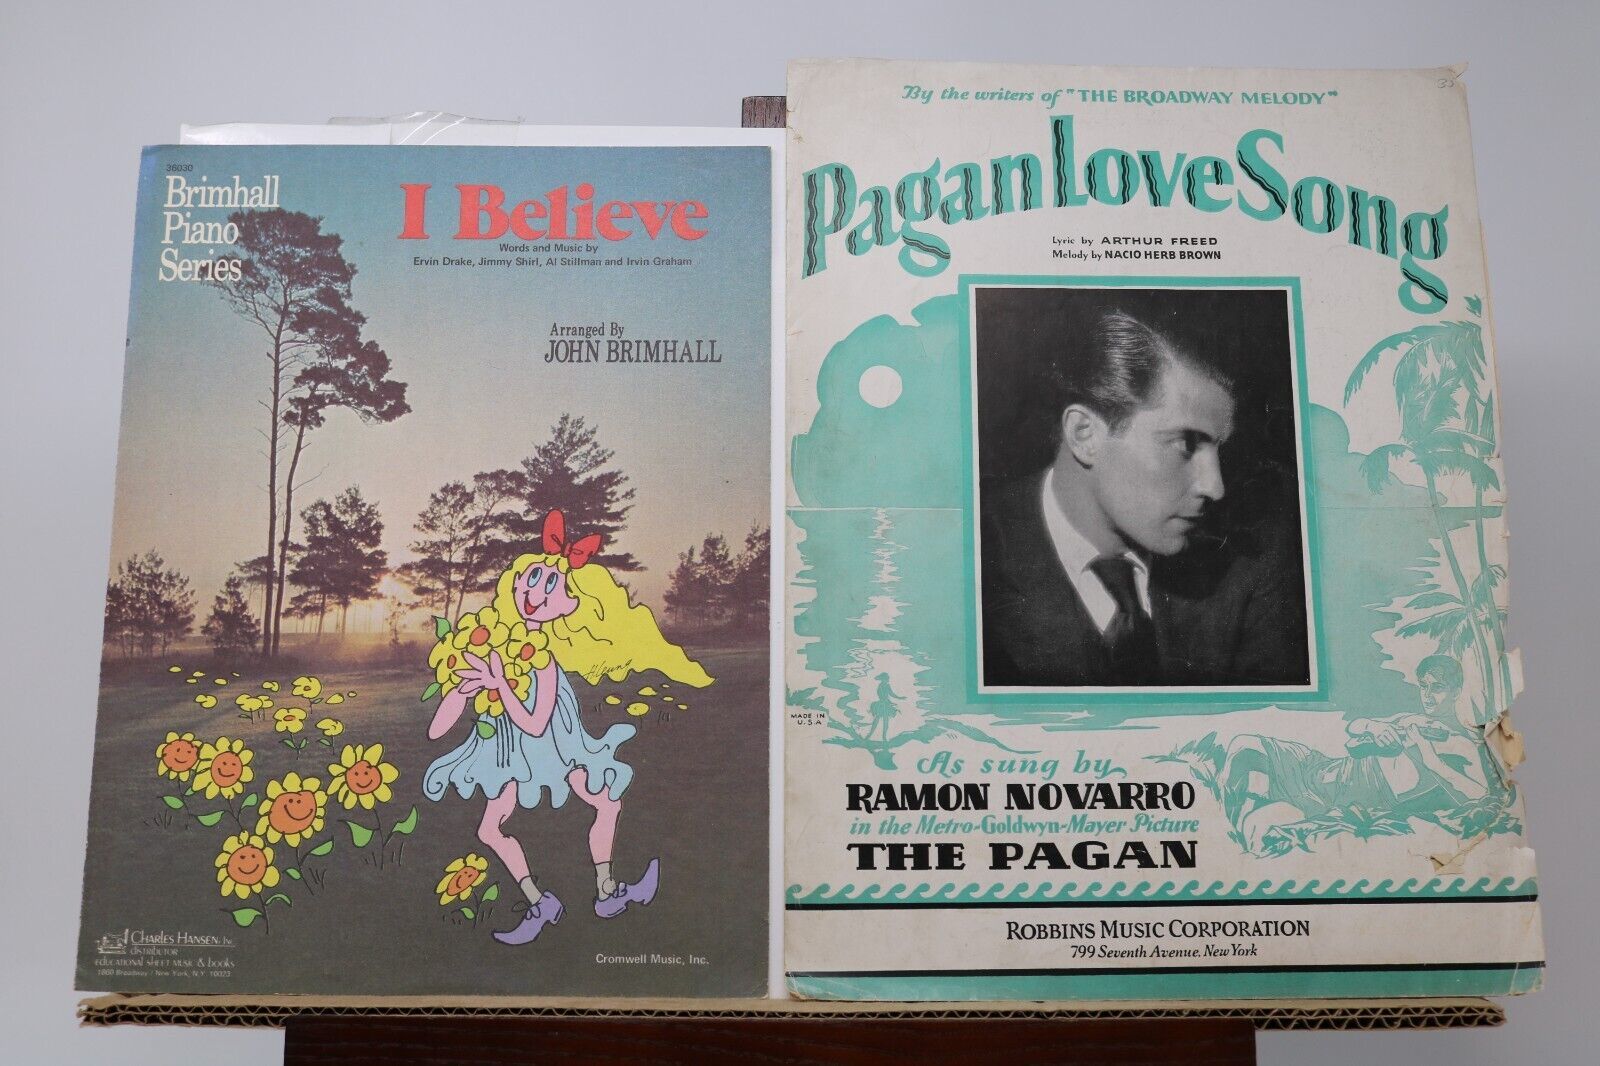 36030
Brimhall
Piano
Series
I Believe
Words and Music by
Ervin Drake, Jimmy Shirl, Al Stillman and Irvin Graham
Arranged By
JOHN BRIMHALL
CHARLES HANSEN, Inc
distributor
educational sheet music & books
1860 Broadway / New York, N.Y. 10023
Cromwell Music, Inc.
35
By the writers of "THE BROADWAY MELODY"
Pagan Love Song
Lyric by ARTHUR FREED
Melody by NACIO HERB BROWN
MADE IN
U.S.A
As sung by
RAMON NOVARRO
in the Metro-Goldwyn-Mayer Picture
THE PAGAN
ROBBINS MUSIC CORPORATION
799 Seventh Avenue, New York